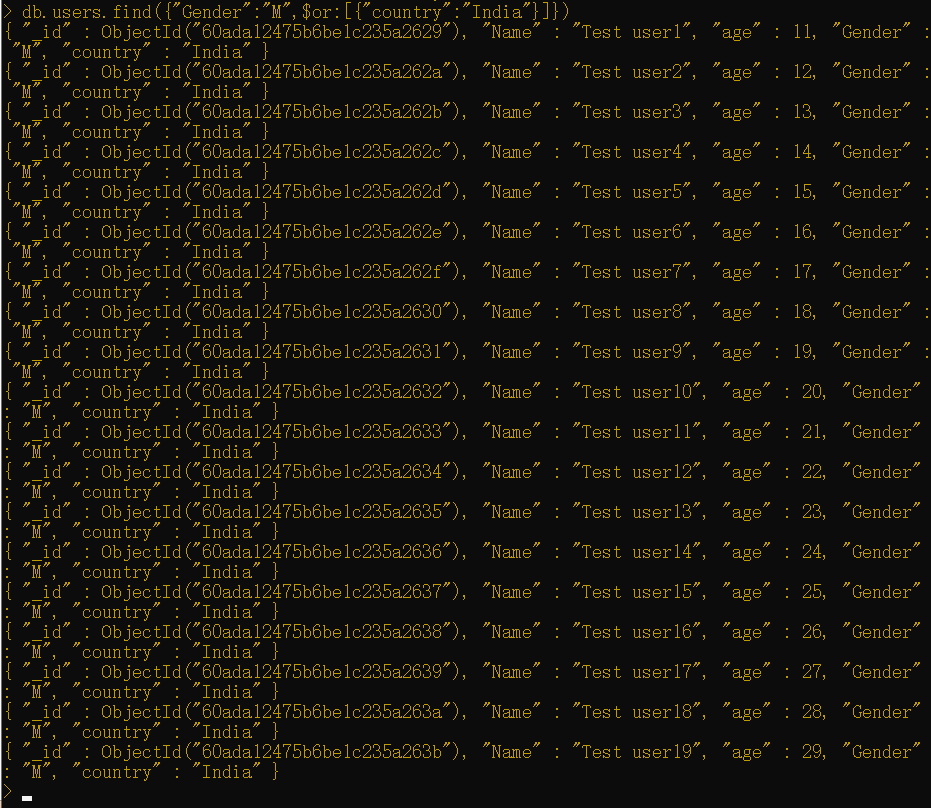 > db.users.find({"Gender":"M",$or:[{"country":"India"}]})
{ "_id" : ObjectId("60ada12475b6be1c235a2629"), "Name" : "Test user1", "age" : 11, "Gender" :
"M", "country" : "India" }
{ "_id" : ObjectId("60ada12475b6be1c235a262a"), "Name" : "Test user2", "age" : 12, "Gender" :
"M", "country" : "India" }
{ "_id" : ObjectId("60ada12475b6be1c235a262b"), "Name" : "Test user3", "age" : 13, "Gender" :
"M", "country" : "India" }
{ "_id" : ObjectId("60ada12475b6be1c235a262c"), "Name" : "Test user4", "age" : 14, "Gender" :
"M", "country" : "India" }
{ "_id" : ObjectId("60ada12475b6be1c235a262d"), "Name" : "Test user5", "age" : 15, "Gender" :
"M", "country" : "India" }
{ "_id" : ObjectId("60ada12475b6be1c235a262e"), "Name" : "Test user6", "age" : 16, "Gender" :
"M", "country" : "India" }
{ "_id" : ObjectId("60ada12475b6be1c235a262f"), "Name" : "Test user7", "age" : 17, "Gender" :
"M", "country" : "India" }
{ "_id" : ObjectId("60ada12475b6be1c235a2630"), "Name" : "Test user8", "age" : 18, "Gender" :
"M", "country" : "India" }
{ "_id" : ObjectId("60ada12475b6be1c235a2631"), "Name" : "Test user9", "age" : 19, "Gender" :
"M", "country" : "India" }
{ "_id" : ObjectId("60ada12475b6be1c235a2632"), "Name" : "Test user10", "age" : 20, "Gender"
: "M", "country" : "India" }
{ "_id" : ObjectId("60ada12475b6be1c235a2633"), "Name" : "Test user11", "age" : 21, "Gender"
: "M", "country" : "India" }
{ "_id" : ObjectId("60ada12475b6be1c235a2634"), "Name" : "Test user12", "age" : 22, "Gender"
: "M", "country" : "India" }
{ "_id" : ObjectId("60ada12475b6be1c235a2635"), "Name" : "Test user13", "age" : 23, "Gender"
: "M", "country" : "India" }
{ "_id" : ObjectId("60ada12475b6be1c235a2636"), "Name" : "Test user14", "age" : 24, "Gender"
: "M", "country" : "India" }
{ "_id" : ObjectId("60ada12475b6be1c235a2637"), "Name" : "Test user15", "age" : 25, "Gender"
: "M", "country" : "India" }
{ "_id" : ObjectId("60ada12475b6be1c235a2638"), "Name" : "Test user16", "age" : 26, "Gender"
: "M", "country" : "India" }
{ "_id" : ObjectId("60ada12475b6be1c235a2639"), "Name" : "Test user17", "age" : 27, "Gender"
: "M", "country" : "India" }
{ "_id" : ObjectId("60ada12475b6be1c235a263a"), "Name" : "Test user18", "age" : 28, "Gender"
: "M", "country" : "India" }
{ "_id" : ObjectId("60ada12475b6be1c235a263b"), "Name" : "Test user19", "age" : 29, "Gender"
: "M", "country" : "India" }
>